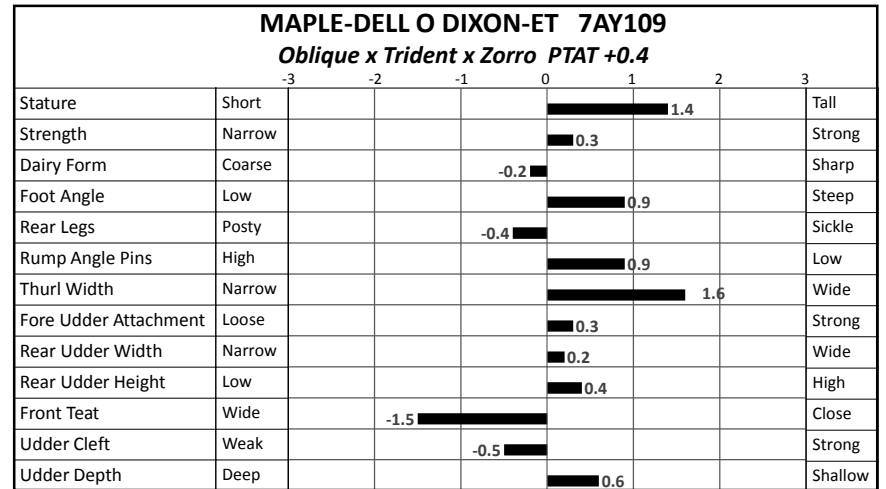 MAPLE-DELL O DIXON-ET 7AY109
Oblique x Trident x Zorro PTAT +0.4
-3 -2 -1 0 1 2 3
Stature Short 1.4 Tall
Strength Narrow 0.3 Strong
Dairy Form Coarse -0.2 Sharp
Foot Angle Low 0.9 Steep
Rear Legs Posty -0.4 Sickle
Rump Angle Pins High 0.9 Low
Thurl Width Narrow 1.6 Wide
Fore Udder Attachment Loose 0.3 Strong
Rear Udder Width Narrow 0.2 Wide
Rear Udder Height Low 0.4 High
Front Teat Wide -1.5 Close
Udder Cleft Weak -0.5 Strong
Udder Depth Deep 0.6 Shallow